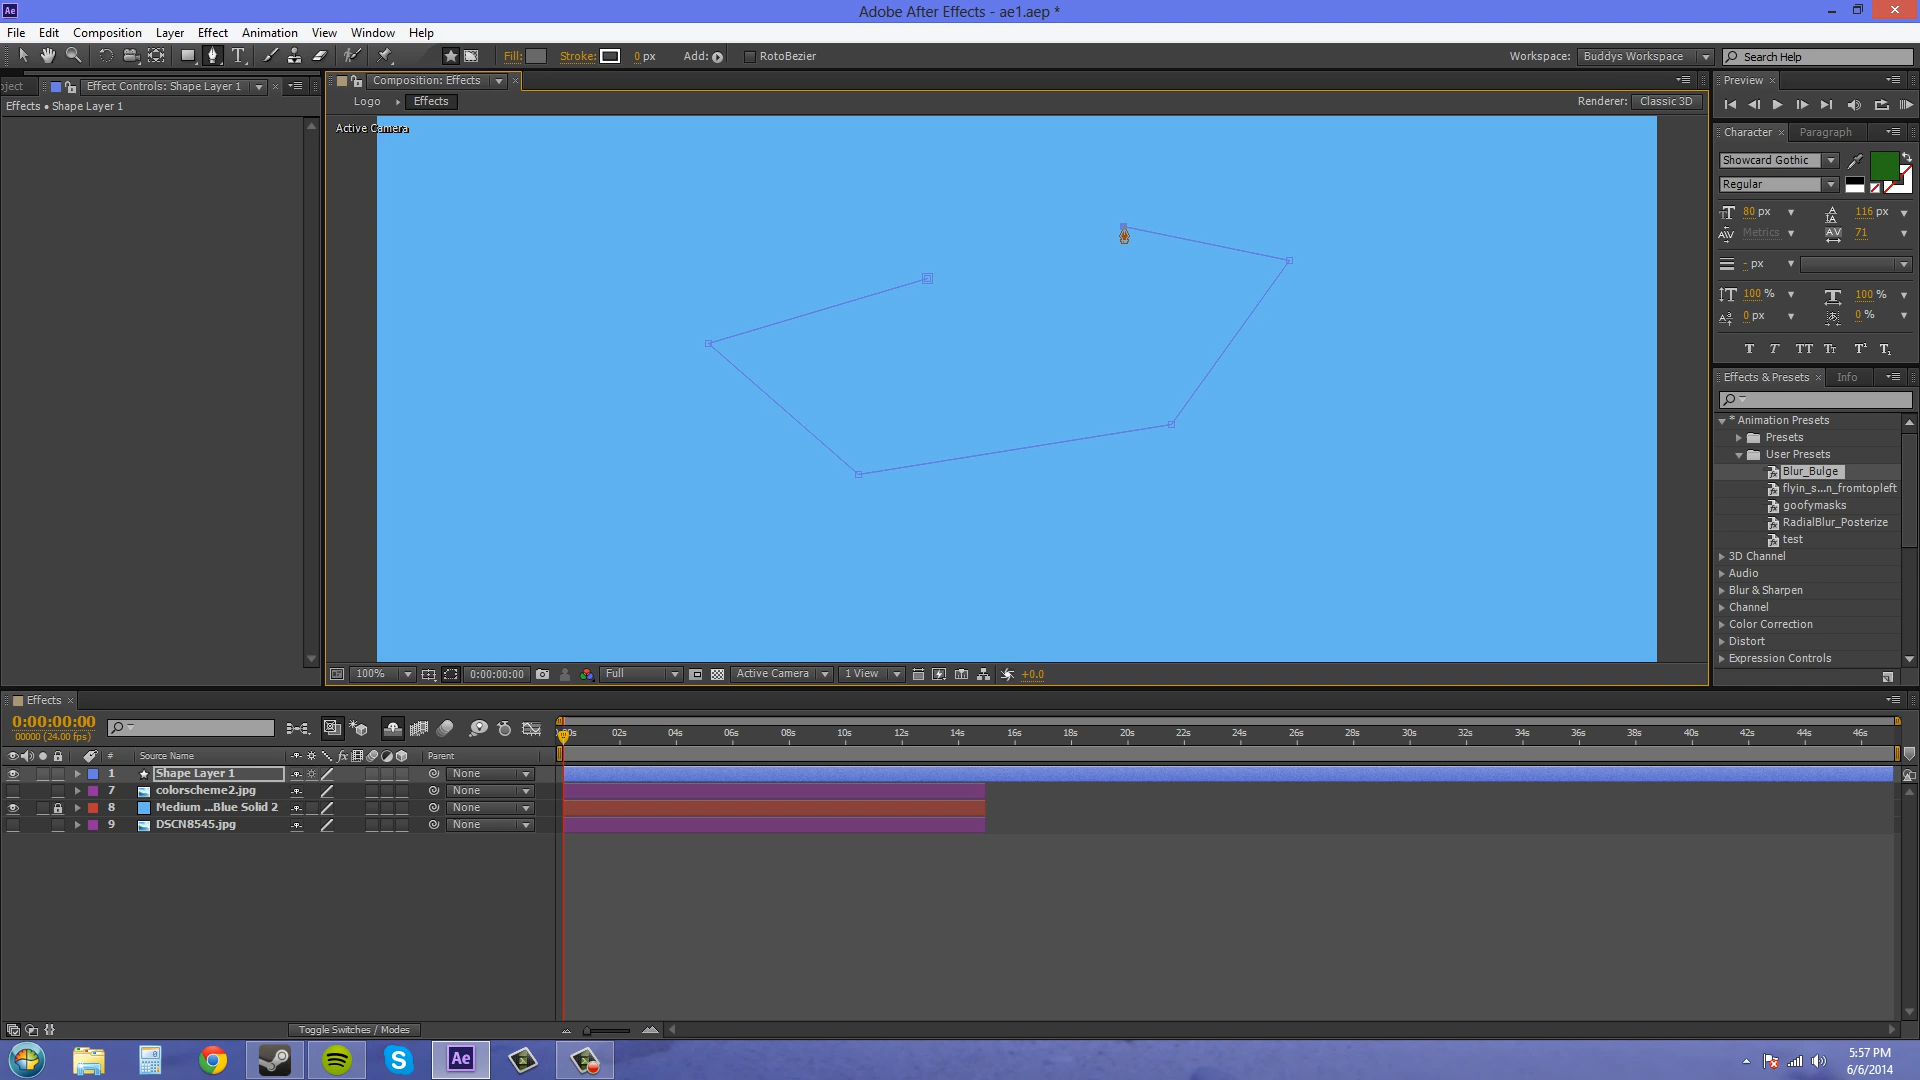 Ae
Adobe After Effects - ae1.aep *
File Edit Composition Layer Effect Animation View Window Help
Fill: Stroke: 0 px Add: RotoBezier
Workspace: Buddys Workspace Search Help
oject Effect Controls: Shape Layer 1
Effects • Shape Layer 1
Composition: Effects
Logo Effects
Renderer: Classic 3D
Active Camera
100% 0:00:00:00 Full Active Camera 1 View +0.0
Preview
Character Paragraph
Showcard Gothic
Regular
80 px 116 px
Metrics 71
- px
100 % 100 %
0 px 0 %
T T TT Tt T¹ T₁
Effects & Presets Info
* Animation Presets
Presets
User Presets
Blur_Bulge
flyin_s...n_fromtopleft
goofymasks
RadialBlur_Posterize
test
3D Channel
Audio
Blur & Sharpen
Channel
Color Correction
Distort
Expression Controls
Effects
0:00:00:00
00000 (24.00 fps)
02s 04s 06s 08s 10s 12s 14s 16s 18s 20s 22s 24s 26s 28s 30s 32s 34s 36s 38s 40s 42s 44s 46s
# Source Name Parent
1 Shape Layer 1 None
7 colorscheme2.jpg None
8 Medium ...Blue Solid 2 None
9 DSCN8545.jpg None
Toggle Switches / Modes
Ae
5:57 PM
6/6/2014